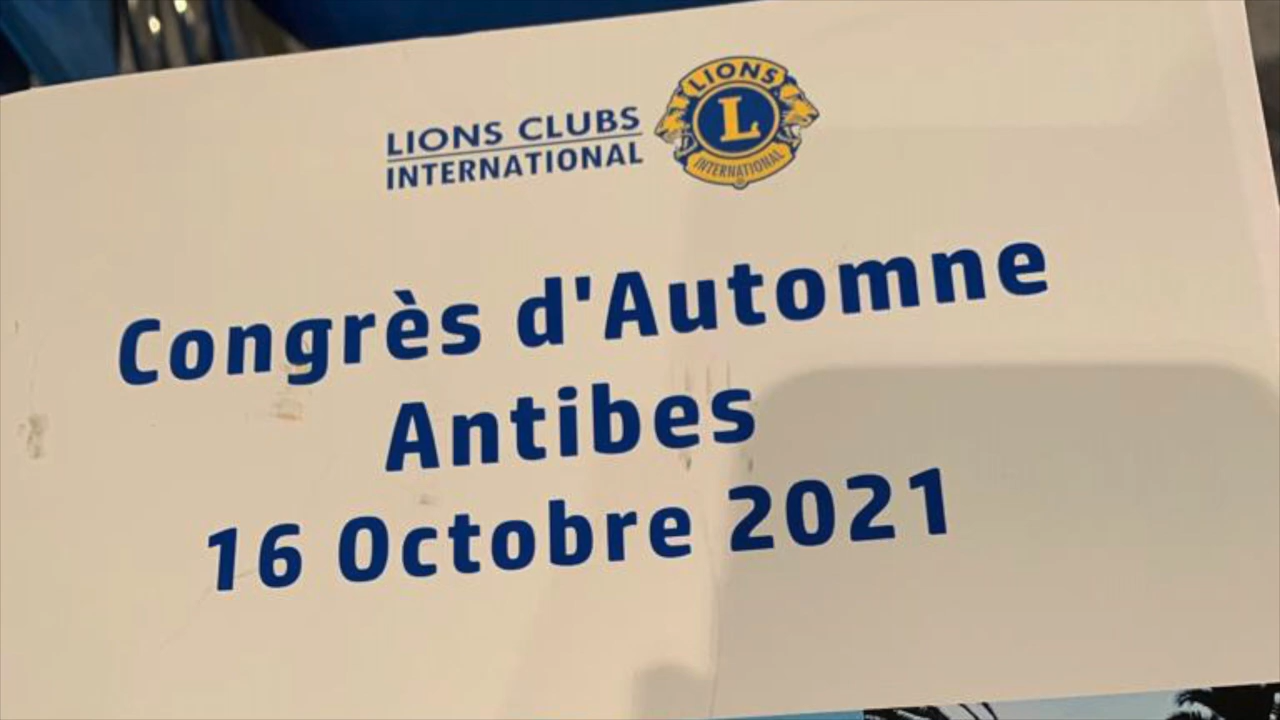 LIONS CLUBS
INTERNATIONAL
LIONS
L
INTERNATIONAL
Congrès d'Automne
Antibes
16 Octobre 2021